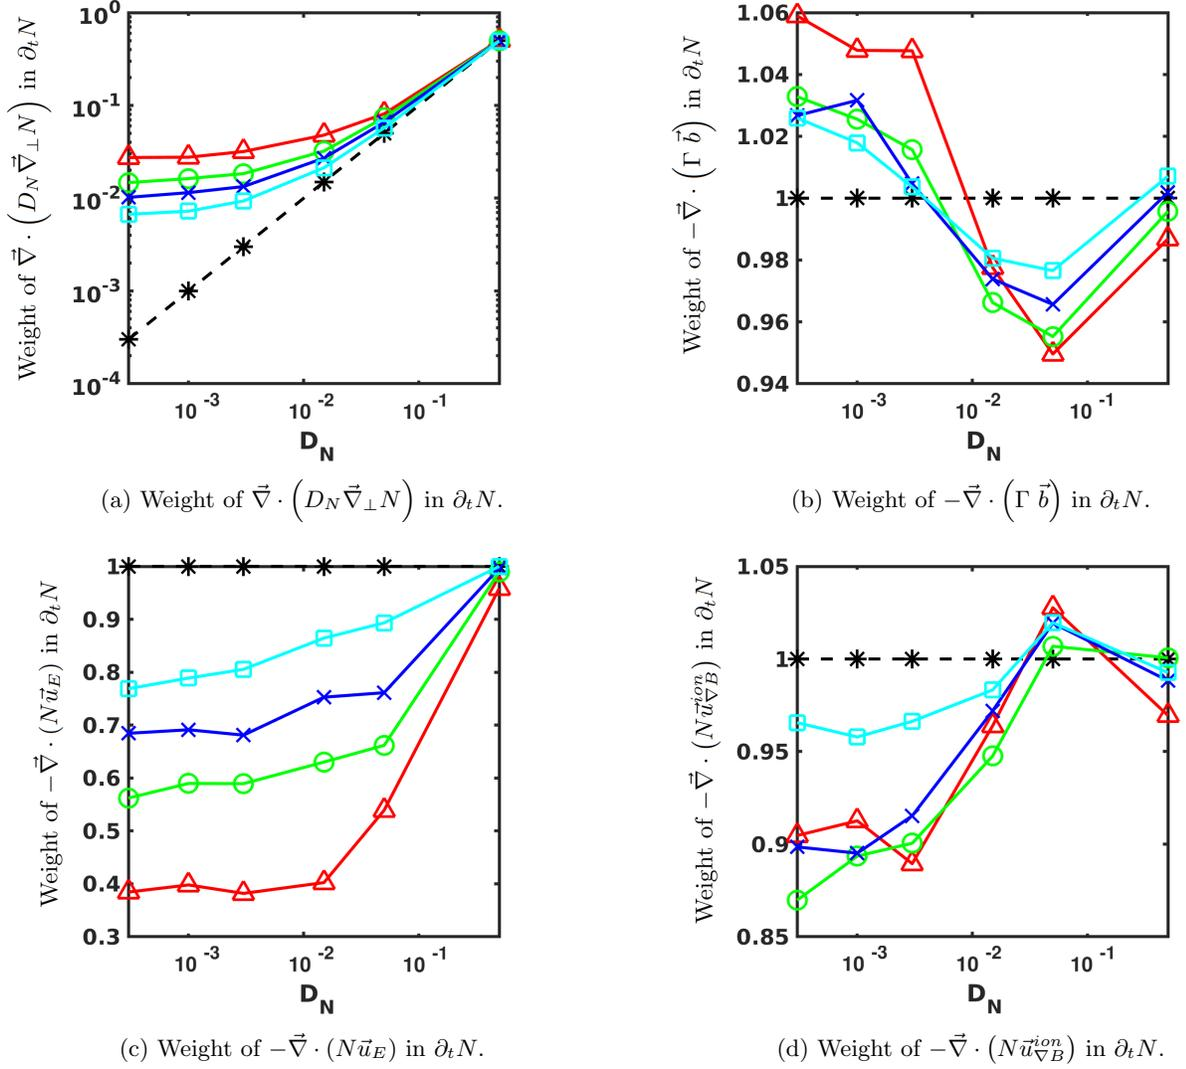 Weight of ∇⃗ · (D_N ∇⃗_⊥ N) in ∂_t N
10^0
10^-1
10^-2
10^-3
10^-4
10^-3 10^-2 10^-1
D_N
(a) Weight of ∇⃗ · (D_N ∇⃗_⊥ N) in ∂_t N.
Weight of −∇⃗ · (Γ b⃗) in ∂_t N
1.06
1.04
1.02
1
0.98
0.96
0.94
10^-3 10^-2 10^-1
D_N
(b) Weight of −∇⃗ · (Γ b⃗) in ∂_t N.
Weight of −∇⃗ · (N u⃗_E) in ∂_t N
1
0.9
0.8
0.7
0.6
0.5
0.4
0.3
10^-3 10^-2 10^-1
D_N
(c) Weight of −∇⃗ · (N u⃗_E) in ∂_t N.
Weight of −∇⃗ · (N u⃗^{ion}_{∇B}) in ∂_t N
1.05
1
0.95
0.9
0.85
10^-3 10^-2 10^-1
D_N
(d) Weight of −∇⃗ · (N u⃗^{ion}_{∇B}) in ∂_t N.